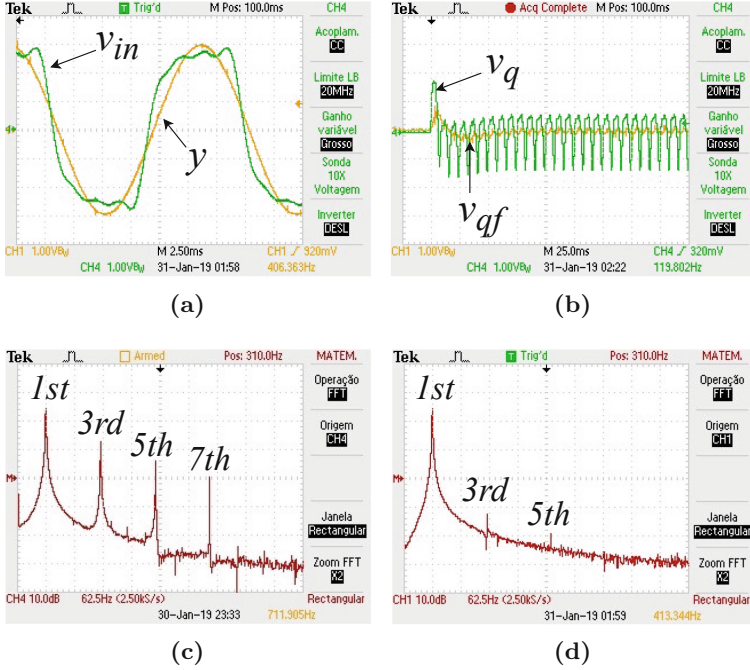 Tek Trig'd M Pos: 100.0ms CH4
v_in
y
Acoplam.
CC
Limite LB
20MHz
Ganho
variável
Grosso
Sonda
10X
Voltagem
Inverter
DESL
CH1 1.00VBw M 2.50ms CH1 920mV
CH4 1.00VBw 31-Jan-19 01:58 406.363Hz
(a)
Tek Acq Complete M Pos: 100.0ms CH4
v_q
v_qf
Acoplam.
CC
Limite LB
20MHz
Ganho
variável
Grosso
Sonda
10X
Voltagem
Inverter
DESL
CH1 1.00VBw M 25.0ms CH4 320mV
CH4 1.00VBw 31-Jan-19 02:22 119.802Hz
(b)
Tek Armed Pos: 310.0Hz MATEM.
1st
3rd
5th
7th
M
Operação
FFT
Origem
CH4
Janela
Rectangular
Zoom FFT
X2
CH4 10.0dB 62.5Hz (2.50kS/s) Rectangular
30-Jan-19 23:33 711.905Hz
(c)
Tek Trig'd Pos: 310.0Hz MATEM.
1st
3rd
5th
M
Operação
FFT
Origem
CH1
Janela
Rectangular
Zoom FFT
X2
CH1 10.0dB 62.5Hz (2.50kS/s) Rectangular
31-Jan-19 01:59 413.344Hz
(d)